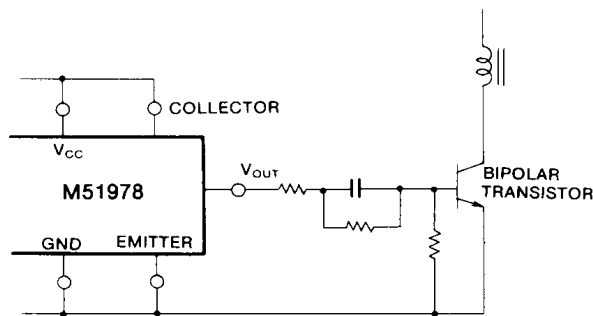 COLLECTOR
VCC
M51978
VOUT
BIPOLAR
TRANSISTOR
GND
EMITTER